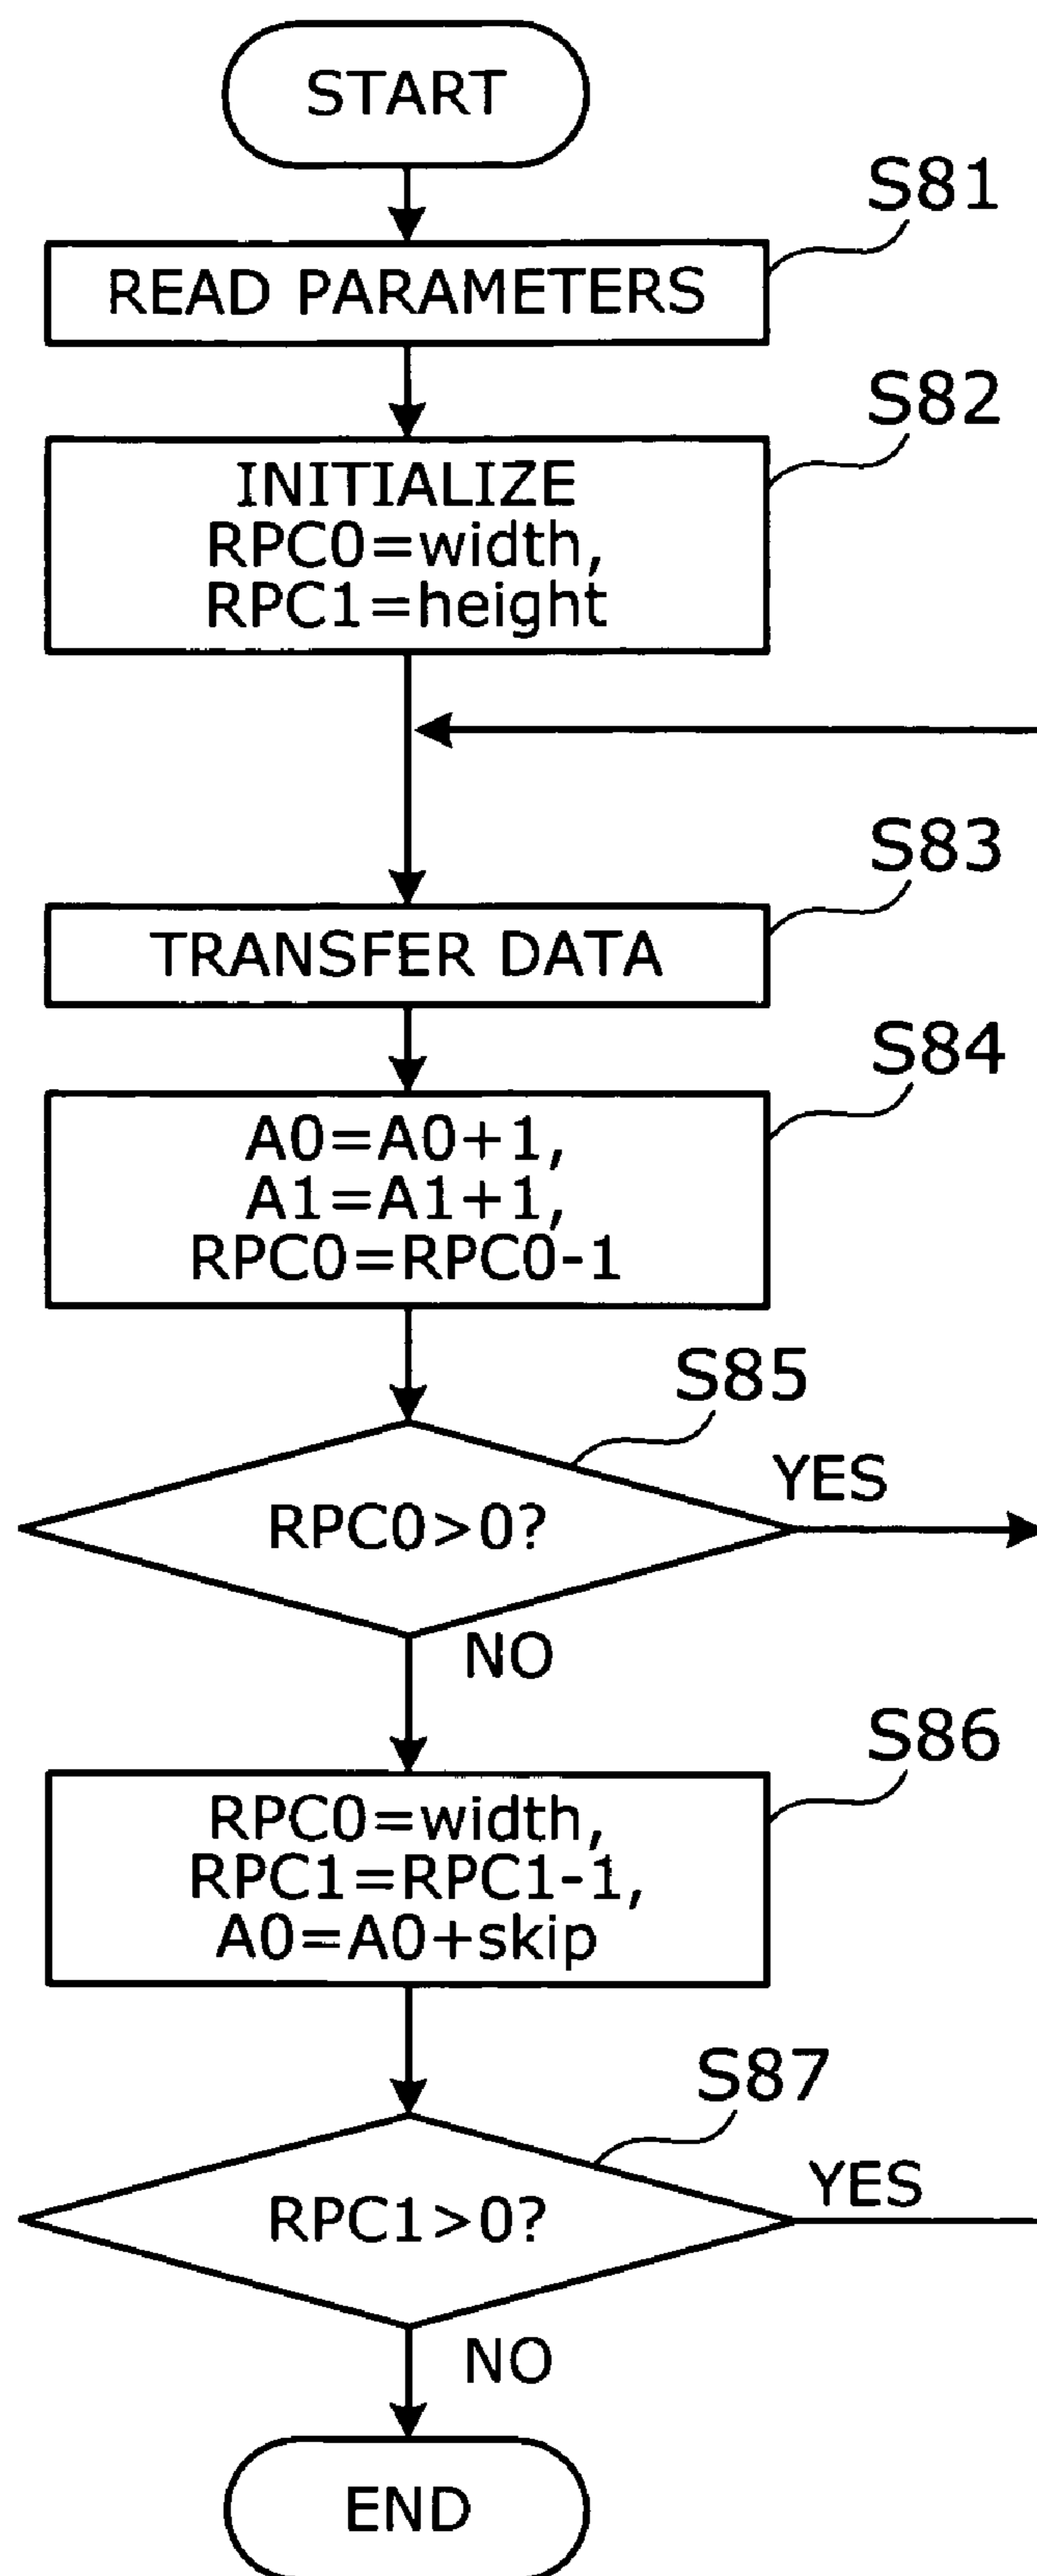 START
S81
READ PARAMETERS
S82
INITIALIZE
RPC0=width,
RPC1=height
S83
TRANSFER DATA
S84
A0=A0+1,
A1=A1+1,
RPC0=RPC0-1
S85
RPC0>0?
YES
NO
S86
RPC0=width,
RPC1=RPC1-1,
A0=A0+skip
S87
RPC1>0?
YES
NO
END